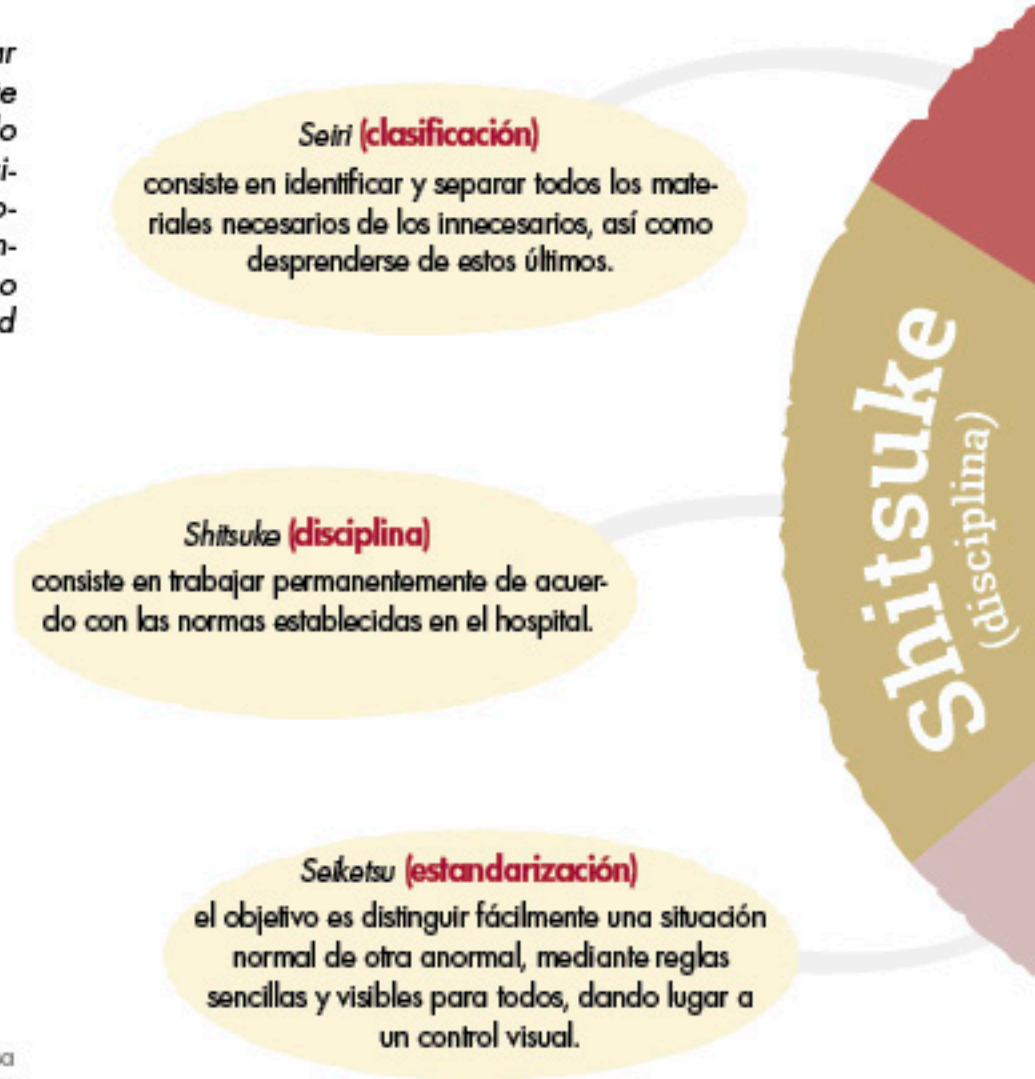 Seiri (clasificación)
consiste en identificar y separar todos los mate-
riales necesarios de los innecesarios, así como
desprenderse de estos últimos.
Shitsuke (disciplina)
consiste en trabajar permanentemente de acuer-
do con las normas establecidas en el hospital.
Seiketsu (estandarización)
el objetivo es distinguir fácilmente una situación
normal de otra anormal, mediante reglas
sencillas y visibles para todos, dando lugar a
un control visual.
Shitsuke
(disciplina)